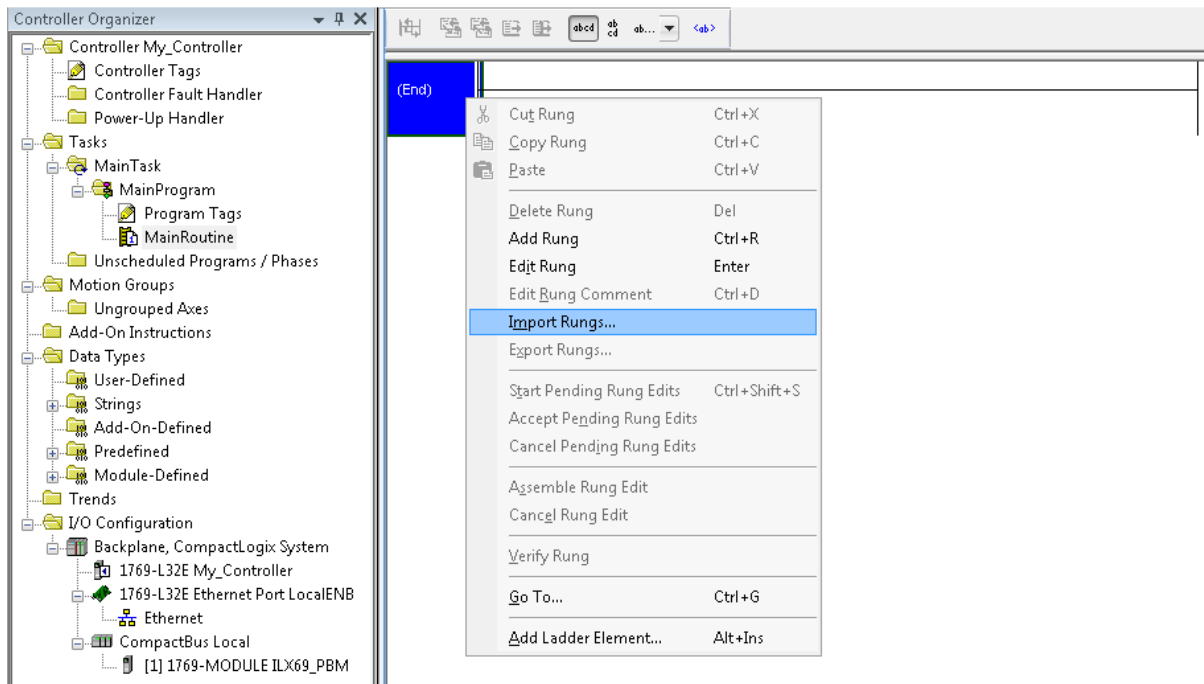 Controller Organizer
Controller My_Controller
Controller Tags
Controller Fault Handler
Power-Up Handler
Tasks
MainTask
MainProgram
Program Tags
MainRoutine
Unscheduled Programs / Phases
Motion Groups
Ungrouped Axes
Add-On Instructions
Data Types
User-Defined
Strings
Add-On-Defined
Predefined
Module-Defined
Trends
I/O Configuration
Backplane, CompactLogix System
1769-L32E My_Controller
1769-L32E Ethernet Port LocalENB
Ethernet
CompactBus Local
[1] 1769-MODULE ILX69_PBM
abcd ab cd ab... <ab>
(End)
Cut Rung Ctrl+X
Copy Rung Ctrl+C
Paste Ctrl+V
Delete Rung Del
Add Rung Ctrl+R
Edit Rung Enter
Edit Rung Comment Ctrl+D
Import Rungs...
Export Rungs...
Start Pending Rung Edits Ctrl+Shift+S
Accept Pending Rung Edits
Cancel Pending Rung Edits
Assemble Rung Edit
Cancel Rung Edit
Verify Rung
Go To... Ctrl+G
Add Ladder Element... Alt+Ins